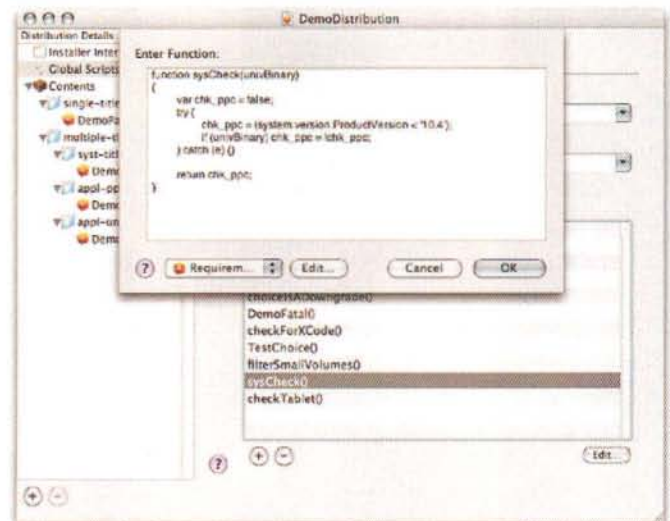 DemoDistribution
Distribution Details
Installer Inter
Global Scripts
Contents
single-title
DemoPa
multiple-ti
syst-titl
Demo
appl-pp
Demo
appl-un
Demo
Enter Function:
function sysCheck(univBinary)
{
var chk_ppc = false;
try {
chk_ppc = (system.version.ProductVersion < '10.4');
if (univBinary) chk_ppc = !chk_ppc;
} catch (e) {}
return chk_ppc;
}
? Requirem... Edit... Cancel OK
choiceISADowngrade()
DemoFatal()
checkForXCode()
TestChoice()
filterSmallVolumes()
sysCheck()
checkTablet()
+ −
? Edit...
+ −